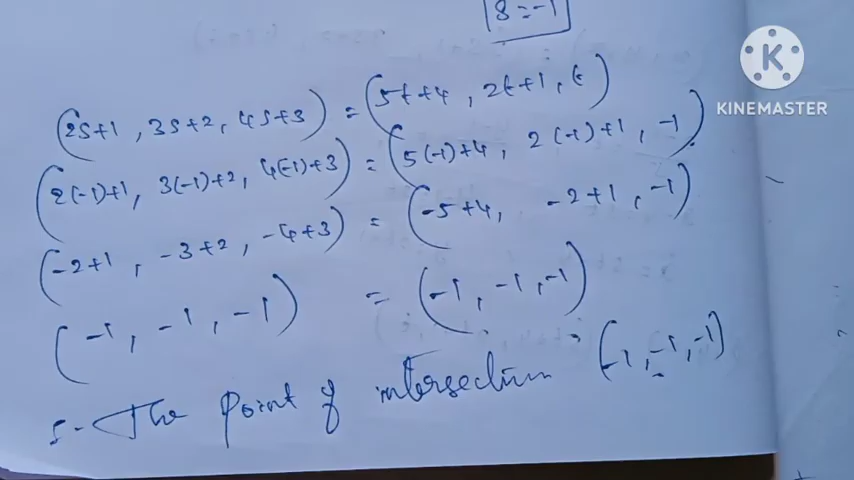 8 = -1
(2s+1, 3s+2, 4s+3) = (5t+4, 2t+1, t)
(2(-1)+1, 3(-1)+2, 4(-1)+3) = (5(-1)+4, 2(-1)+1, -1)
(-2+1, -3+2, -4+3) = (-5+4, -2+1, -1)
(-1, -1, -1) = (-1, -1, -1)
The point of intersection (-1, -1, -1)
K
KINEMASTER